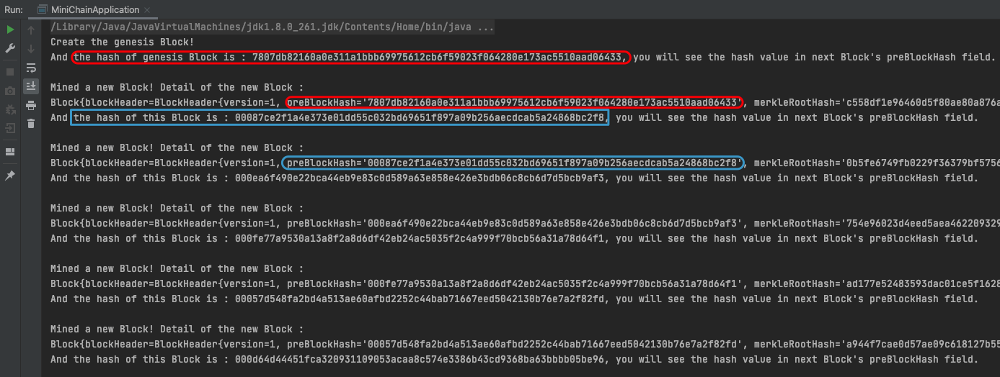 Run: MiniChainApplication ×
/Library/Java/JavaVirtualMachines/jdk1.8.0_261.jdk/Contents/Home/bin/java ...
Create the genesis Block!
And the hash of genesis Block is : 7807db82160a0e311a1bbb69975612cb6f59023f064280e173ac5510aad06433, you will see the hash value in next Block's preBlockHash field.
Mined a new Block! Detail of the new Block :
Block{blockHeader=BlockHeader{version=1, preBlockHash='7807db82160a0e311a1bbb69975612cb6f59023f064280e173ac5510aad06433', merkleRootHash='c558df1e96460d5f80ae80a876a
And the hash of this Block is : 00087ce2f1a4e373e01dd55c032bd69651f897a09b256aecdcab5a24868bc2f8, you will see the hash value in next Block's preBlockHash field.
Mined a new Block! Detail of the new Block :
Block{blockHeader=BlockHeader{version=1, preBlockHash='00087ce2f1a4e373e01dd55c032bd69651f897a09b256aecdcab5a24868bc2f8', merkleRootHash='0b5fe6749fb0229f36379bf5756
And the hash of this Block is : 000ea6f490e22bca44eb9e83c0d589a63e858e426e3bdb06c8cb6d7d5bcb9af3, you will see the hash value in next Block's preBlockHash field.
Mined a new Block! Detail of the new Block :
Block{blockHeader=BlockHeader{version=1, preBlockHash='000ea6f490e22bca44eb9e83c0d589a63e858e426e3bdb06c8cb6d7d5bcb9af3', merkleRootHash='754e96023d4eed5aea462209329
And the hash of this Block is : 000fe77a9530a13a8f2a8d6df42eb24ac5035f2c4a999f70bcb56a31a78d64f1, you will see the hash value in next Block's preBlockHash field.
Mined a new Block! Detail of the new Block :
Block{blockHeader=BlockHeader{version=1, preBlockHash='000fe77a9530a13a8f2a8d6df42eb24ac5035f2c4a999f70bcb56a31a78d64f1', merkleRootHash='ad177e52483593dac01ce5f1628
And the hash of this Block is : 00057d548fa2bd4a513ae60afbd2252c44bab71667eed5042130b76e7a2f82fd, you will see the hash value in next Block's preBlockHash field.
Mined a new Block! Detail of the new Block :
Block{blockHeader=BlockHeader{version=1, preBlockHash='00057d548fa2bd4a513ae60afbd2252c44bab71667eed5042130b76e7a2f82fd', merkleRootHash='a944f7cae0d57ae09c618127b55
And the hash of this Block is : 000d64d44451fca320931109053acaa8c574e3386b43cd9368ba63bbbb05be96, you will see the hash value in next Block's preBlockHash field.